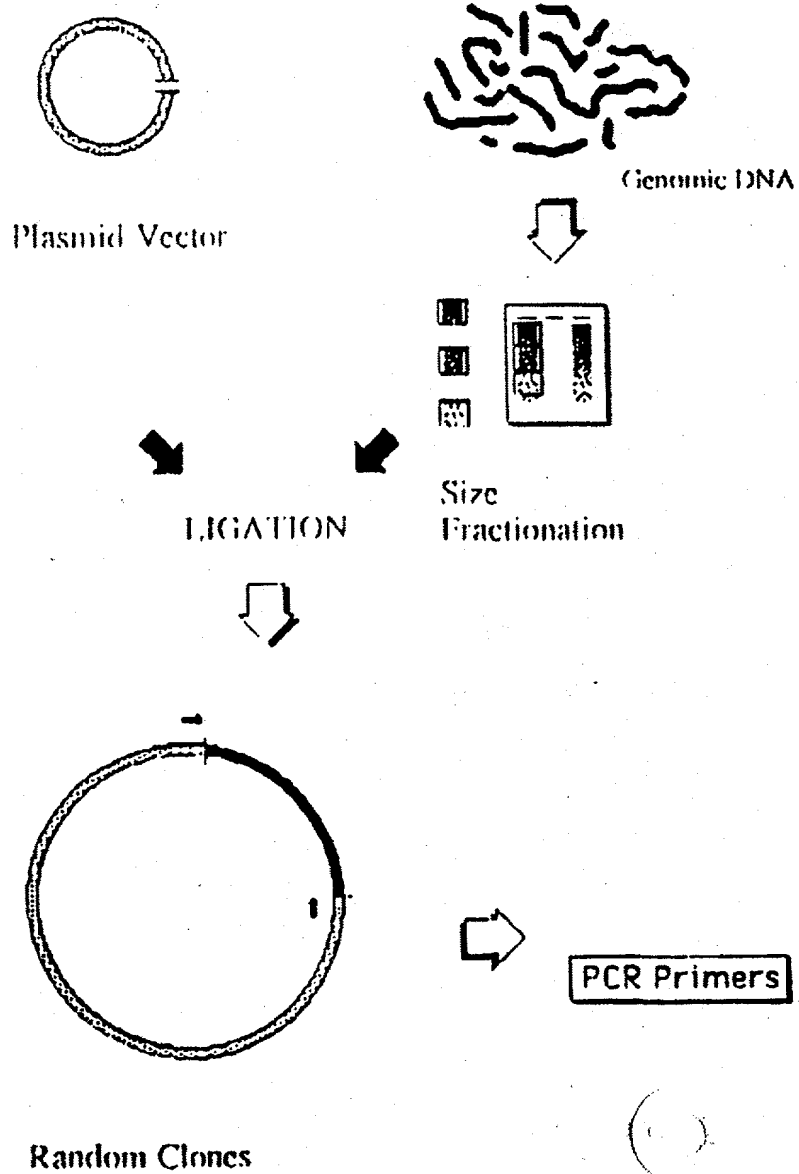 Genomic DNA
Plasmid Vector
Size
Fractionation
LIGATION
PCR Primers
Random Clones